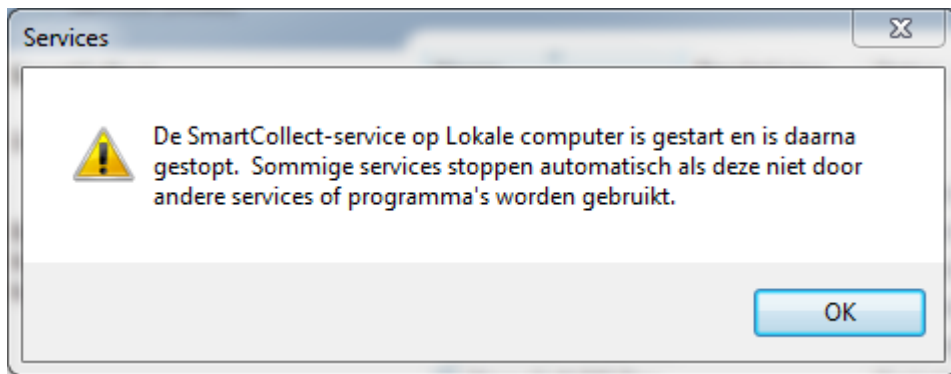 Services
De SmartCollect-service op Lokale computer is gestart en is daarna
gestopt.  Sommige services stoppen automatisch als deze niet door
andere services of programma's worden gebruikt.
OK